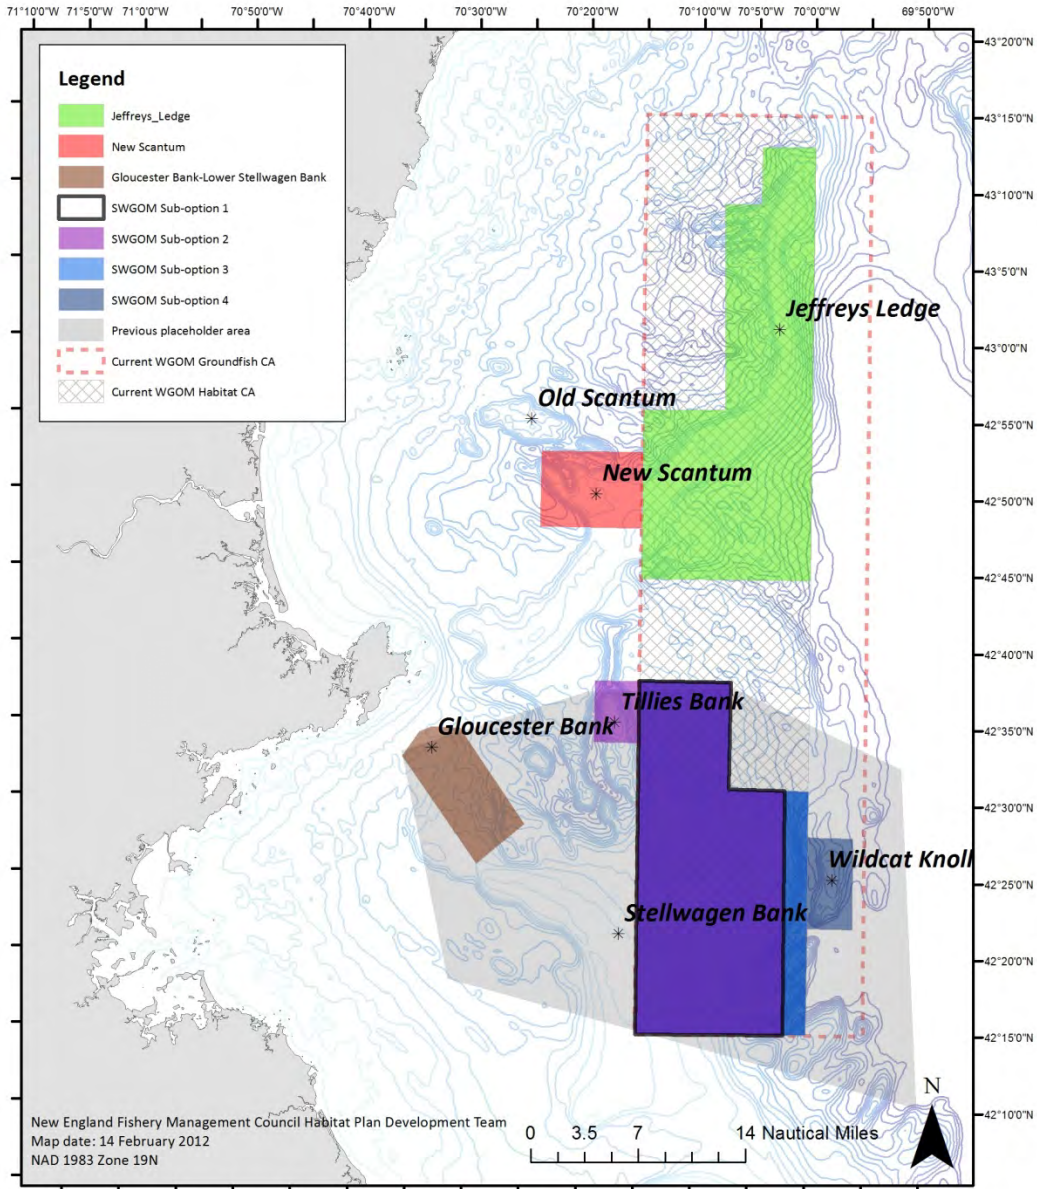 71°10'0"W 71°5'0"W 70°50'0"W 70°40'0"W 70°30'0"W 70°20'0"W 70°10'0"W 70°5'0"W 70°0'0"W 69°50'0"W
43°20'0"N
43°15'0"N
43°10'0"N
43°5'0"N
43°0'0"N
42°55'0"N
42°50'0"N
42°45'0"N
42°40'0"N
42°35'0"N
42°30'0"N
42°25'0"N
42°20'0"N
42°15'0"N
42°10'0"N
Legend
Jeffreys_Ledge
New Scantum
Gloucester Bank-Lower Stellwagen Bank
SWGOM Sub-option 1
SWGOM Sub-option 2
SWGOM Sub-option 3
SWGOM Sub-option 4
Previous placeholder area
Current WGOM Groundfish CA
Current WGOM Habitat CA
Jeffreys Ledge
Old Scantum
New Scantum
Tillies Bank
Gloucester Bank
Wildcat Knoll
Stellwagen Bank
New England Fishery Management Council Habitat Plan Development Team
Map date: 14 February 2012
NAD 1983 Zone 19N
0 3.5 7 14 Nautical Miles
N